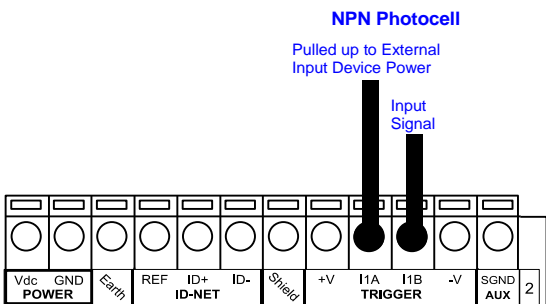 NPN Photocell
Pulled up to External
Input Device Power
Input
Signal
Vdc GND Earth REF ID+ ID- Shield +V I1A I1B -V SGND 2
POWER ID-NET TRIGGER AUX